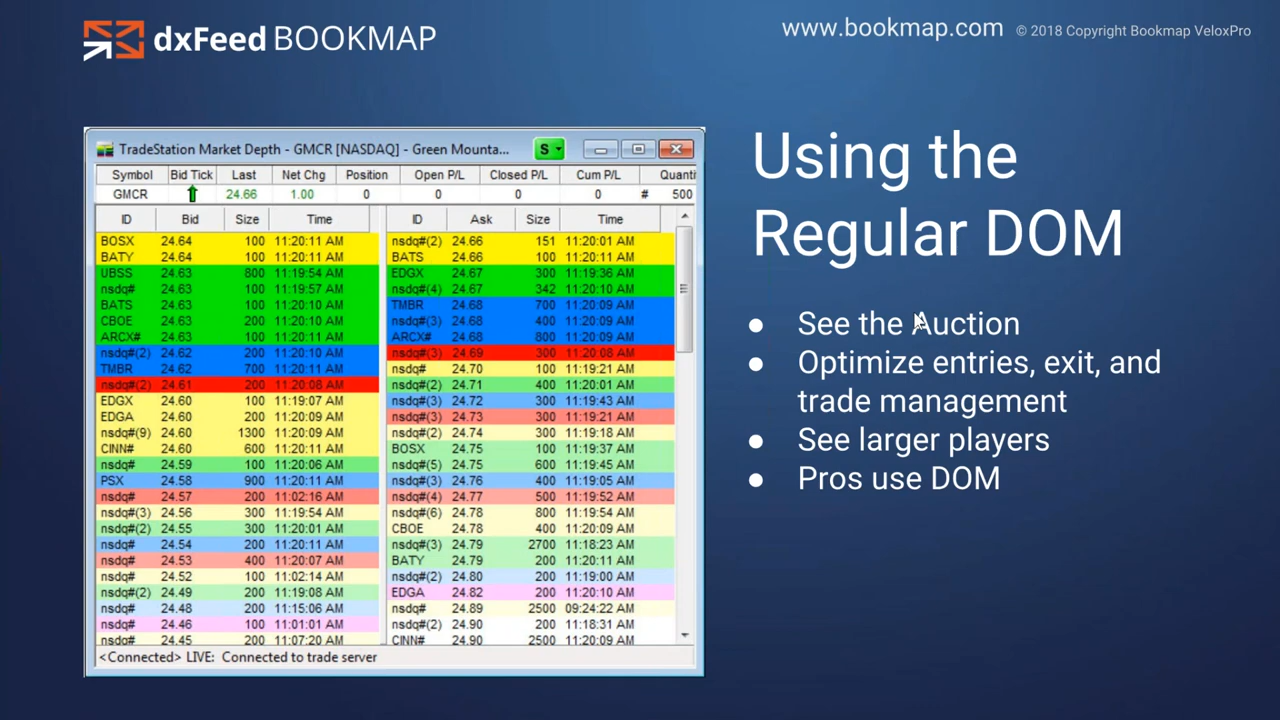 dxFeed BOOKMAP
www.bookmap.com © 2018 Copyright Bookmap VeloxPro
TradeStation Market Depth - GMCR [NASDAQ] - Green Mounta... S
Symbol Bid Tick Last Net Chg Position Open P/L Closed P/L Cum P/L Quanti
GMCR 24.66 1.00 0 0 0 0 # 500
ID Bid Size Time ID Ask Size Time
BOSX 24.64 100 11:20:11 AM nsdq#(2) 24.66 151 11:20:01 AM
BATY 24.64 100 11:20:11 AM BATS 24.66 100 11:20:11 AM
UBSS 24.63 800 11:19:54 AM EDGX 24.67 300 11:19:36 AM
nsdq# 24.63 100 11:19:57 AM nsdq#(4) 24.67 342 11:20:10 AM
BATS 24.63 100 11:20:10 AM TMBR 24.68 700 11:20:09 AM
CBOE 24.63 200 11:20:10 AM nsdq#(3) 24.68 400 11:20:09 AM
ARCX# 24.63 100 11:20:11 AM ARCX# 24.68 800 11:20:09 AM
nsdq#(2) 24.62 200 11:20:10 AM nsdq#(3) 24.69 300 11:20:08 AM
TMBR 24.62 700 11:20:11 AM nsdq# 24.70 100 11:19:21 AM
nsdq#(2) 24.61 200 11:20:08 AM nsdq#(2) 24.71 400 11:20:01 AM
EDGX 24.60 100 11:19:07 AM nsdq#(3) 24.72 300 11:19:43 AM
EDGA 24.60 200 11:20:09 AM nsdq#(3) 24.73 300 11:19:21 AM
nsdq#(9) 24.60 1300 11:20:09 AM nsdq#(2) 24.74 300 11:19:18 AM
CINN# 24.60 600 11:20:11 AM BOSX 24.75 100 11:19:37 AM
nsdq# 24.59 100 11:20:06 AM nsdq#(5) 24.75 600 11:19:45 AM
PSX 24.58 900 11:20:11 AM nsdq#(3) 24.76 400 11:19:05 AM
nsdq# 24.57 200 11:02:16 AM nsdq#(4) 24.77 500 11:19:52 AM
nsdq#(3) 24.56 300 11:19:54 AM nsdq#(6) 24.78 800 11:19:54 AM
nsdq#(2) 24.55 300 11:20:01 AM CBOE 24.78 400 11:20:09 AM
nsdq# 24.54 200 11:20:11 AM nsdq#(3) 24.79 2700 11:18:23 AM
nsdq# 24.53 400 11:20:07 AM BATY 24.79 200 11:20:11 AM
nsdq# 24.52 100 11:02:14 AM nsdq#(2) 24.80 200 11:19:00 AM
nsdq#(2) 24.49 200 11:19:08 AM EDGA 24.82 200 11:20:10 AM
nsdq# 24.48 200 11:15:06 AM nsdq# 24.89 2500 09:24:22 AM
nsdq# 24.46 100 11:01:01 AM nsdq#(2) 24.90 200 11:18:31 AM
nsdq# 24.45 200 11:07:20 AM CINN# 24.90 2500 11:20:09 AM
<Connected> LIVE: Connected to trade server
Using the
Regular DOM
● See the Auction
● Optimize entries, exit, and
trade management
● See larger players
● Pros use DOM